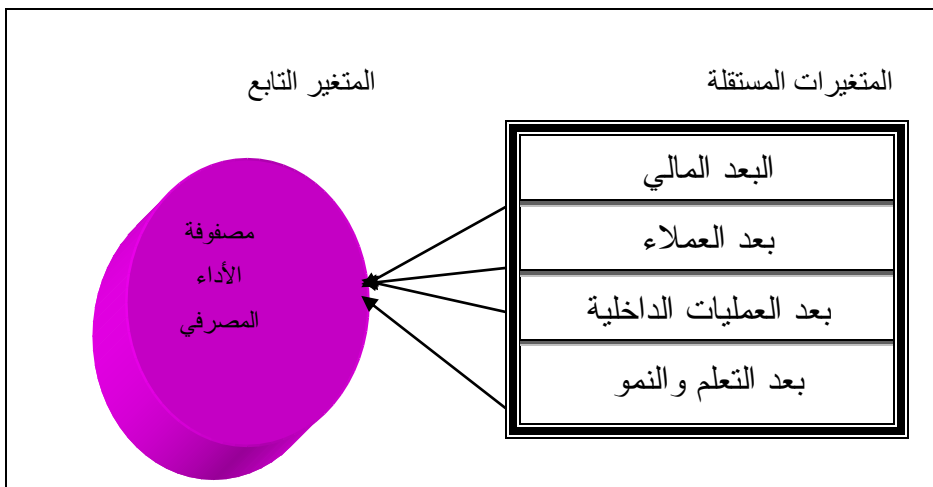 المتغيرات المستقلة
المتغير التابع
البعد المالي
بعد العملاء
بعد العمليات الداخلية
بعد التعلم والنمو
مصفوفة
الأداء
المصرفي